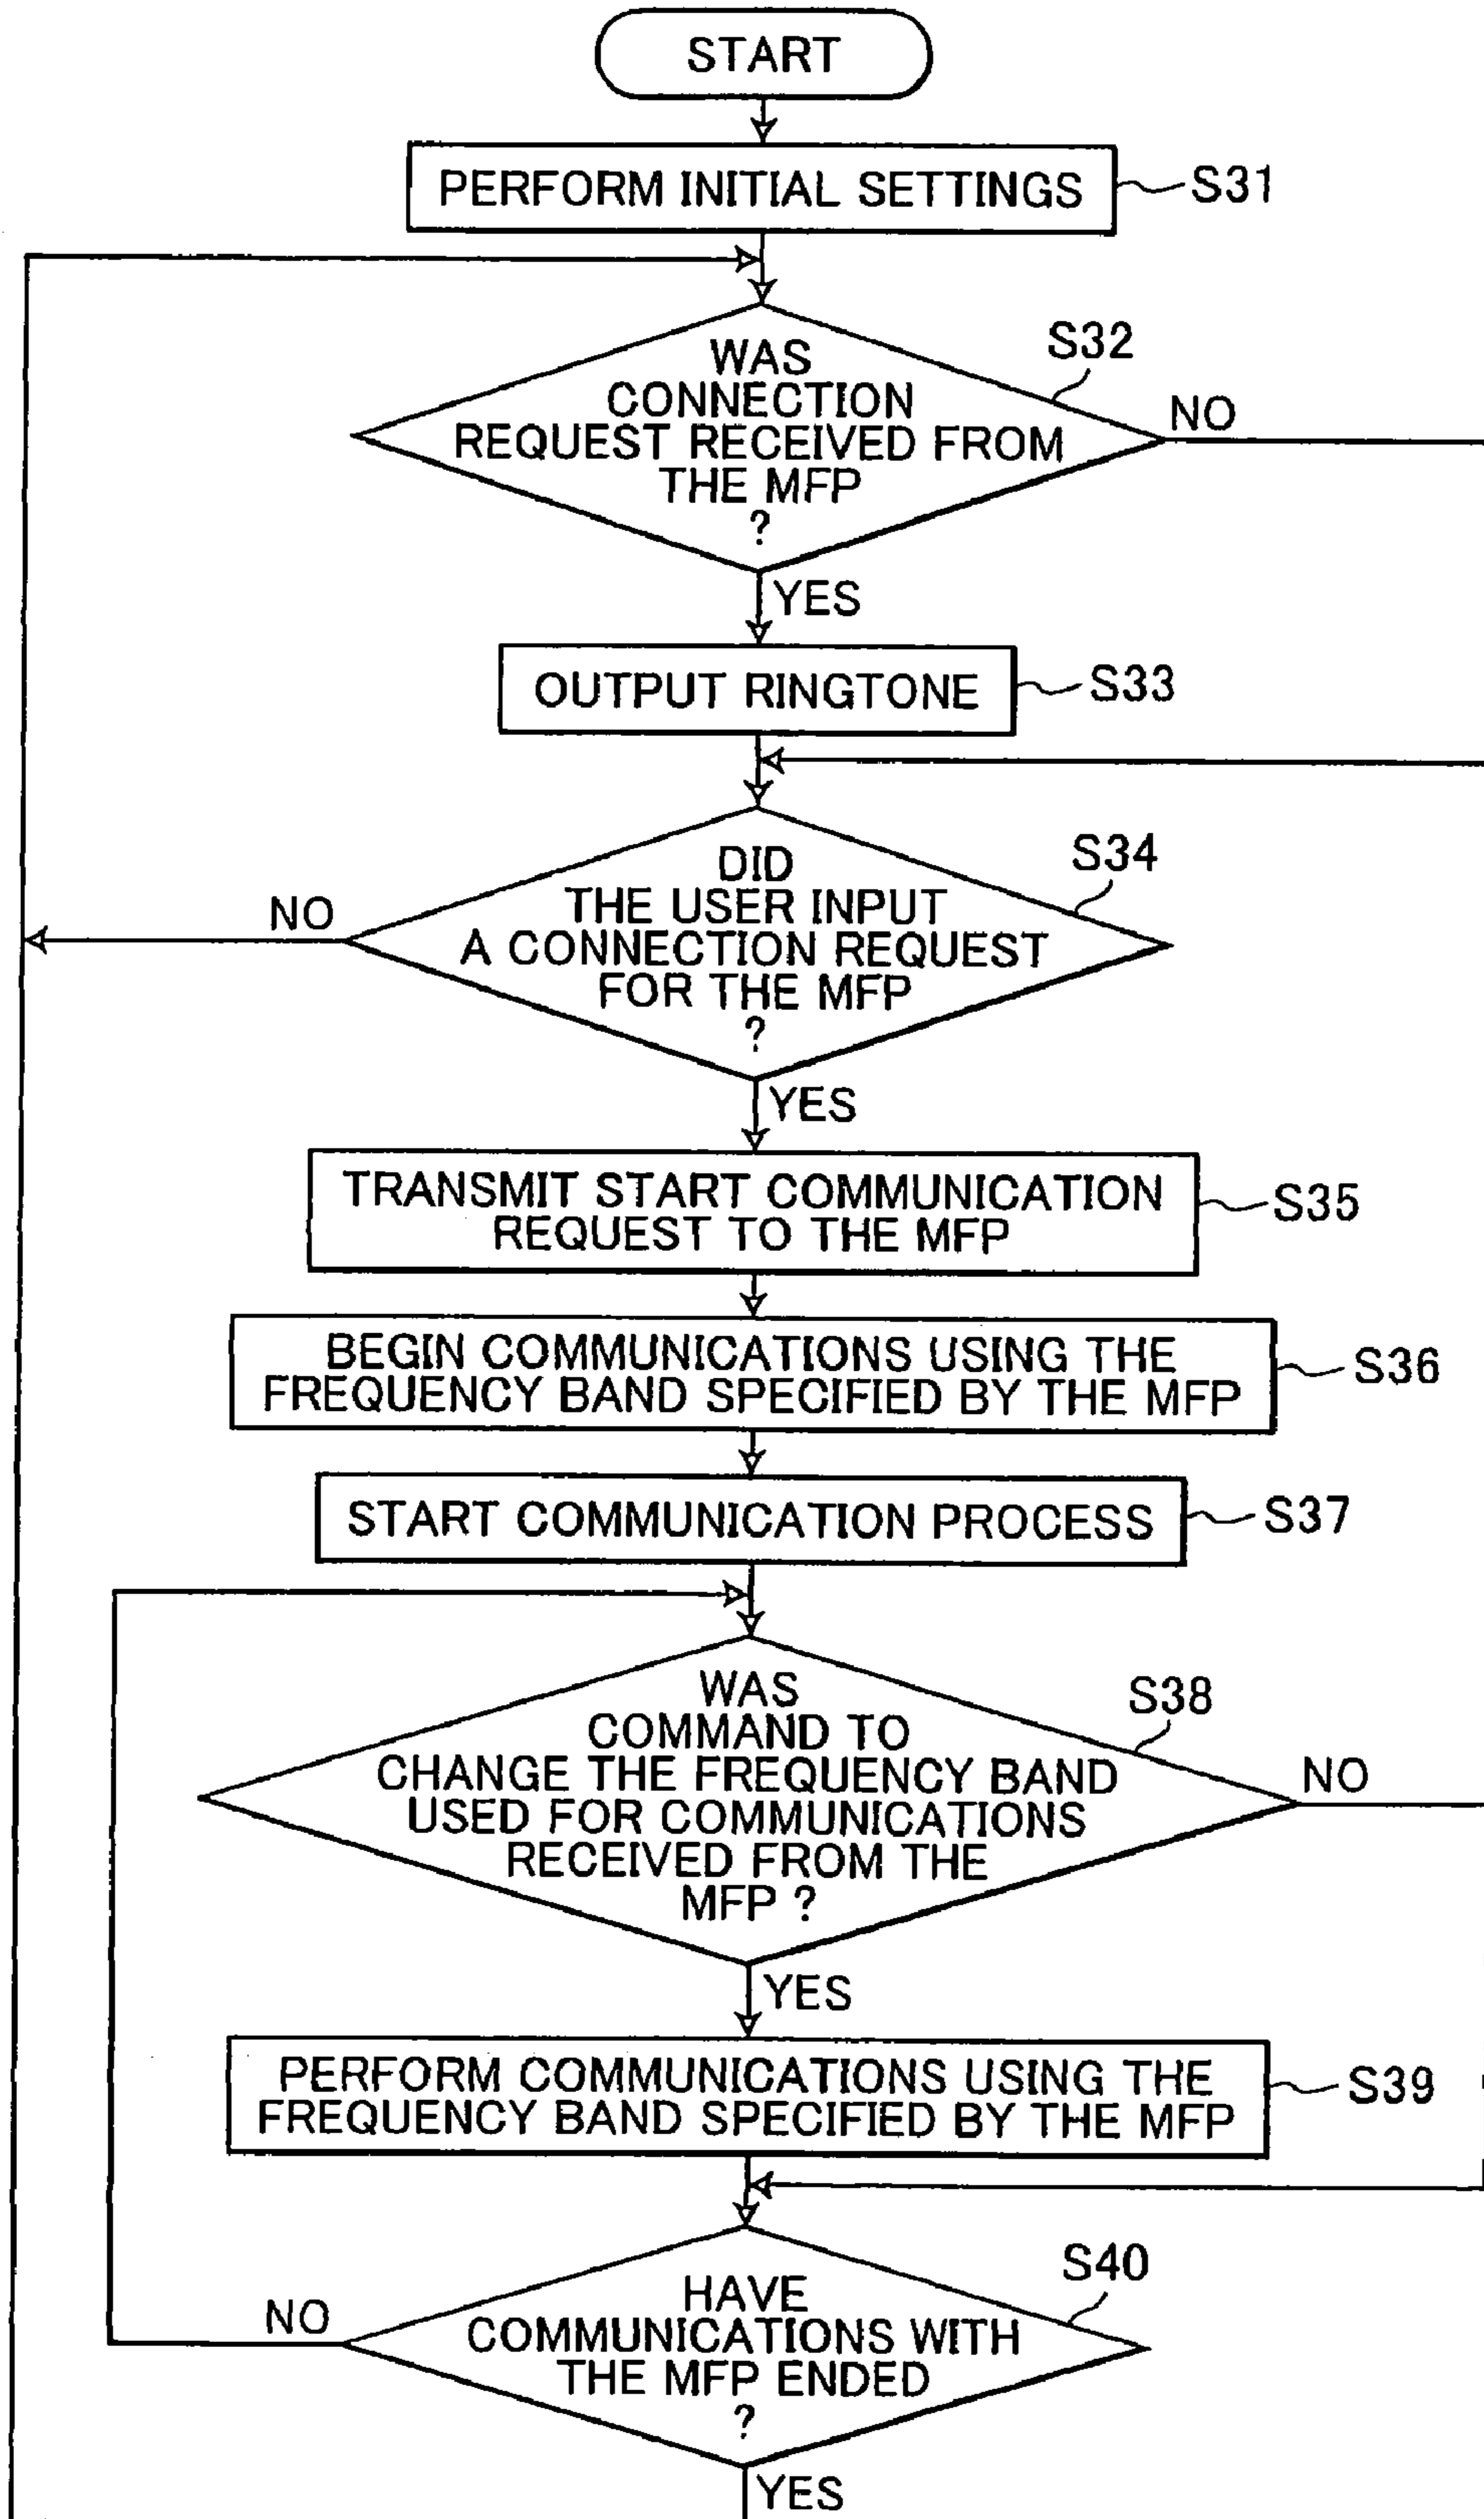 START
PERFORM INITIAL SETTINGS
S31
S32
WAS
CONNECTION
REQUEST RECEIVED FROM
THE MFP
?
NO
YES
OUTPUT RINGTONE
S33
S34
DID
THE USER INPUT
A CONNECTION REQUEST
FOR THE MFP
?
NO
YES
TRANSMIT START COMMUNICATION
REQUEST TO THE MFP
S35
BEGIN COMMUNICATIONS USING THE
FREQUENCY BAND SPECIFIED BY THE MFP
S36
START COMMUNICATION PROCESS
S37
S38
WAS
COMMAND TO
CHANGE THE FREQUENCY BAND
USED FOR COMMUNICATIONS
RECEIVED FROM THE
MFP ?
NO
YES
PERFORM COMMUNICATIONS USING THE
FREQUENCY BAND SPECIFIED BY THE MFP
S39
S40
HAVE
COMMUNICATIONS WITH
THE MFP ENDED
?
NO
YES